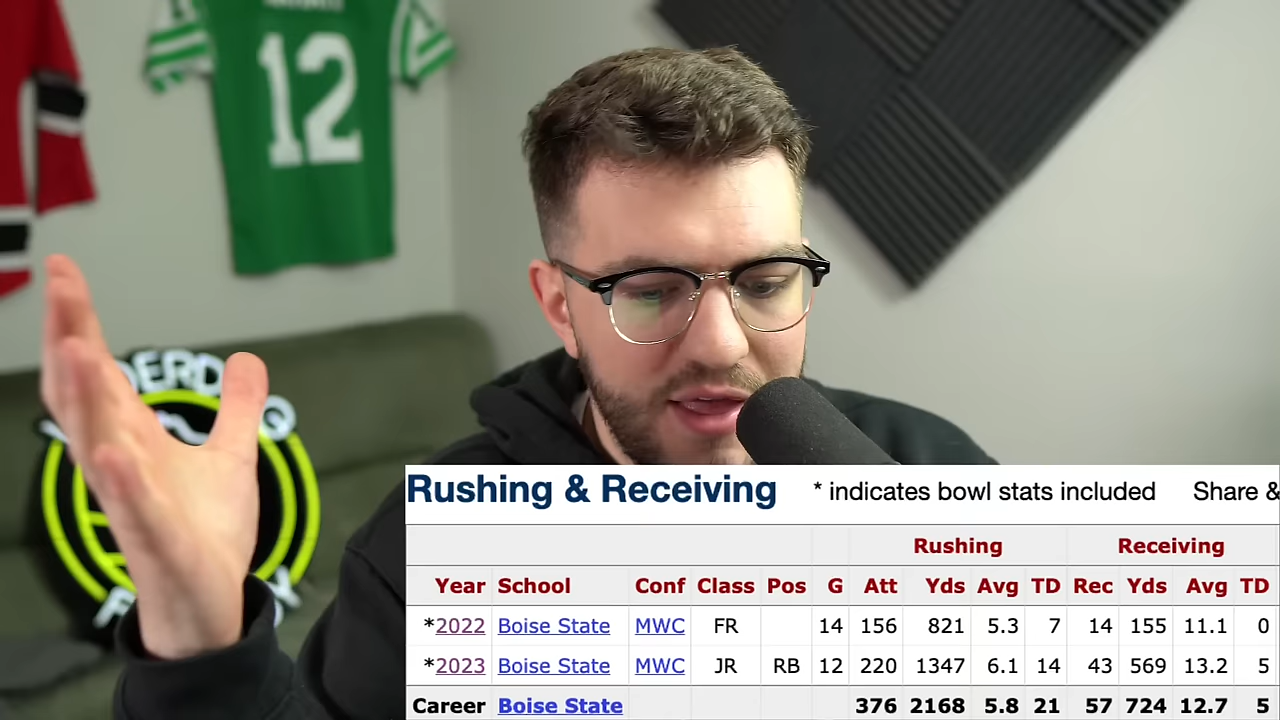 12
Rushing & Receiving * indicates bowl stats included Share &
Rushing Receiving
Year School Conf Class Pos G Att Yds Avg TD Rec Yds Avg TD
*2022 Boise State MWC FR 14 156 821 5.3 7 14 155 11.1 0
*2023 Boise State MWC JR RB 12 220 1347 6.1 14 43 569 13.2 5
Career Boise State 376 2168 5.8 21 57 724 12.7 5